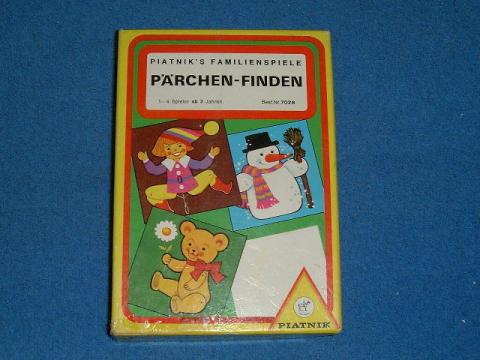 PIATNIK'S FAMILIENSPIELE
PÄRCHEN-FINDEN
1–4 Spieler ab 3 Jahren
Best.Nr. 7028
PIATNIK